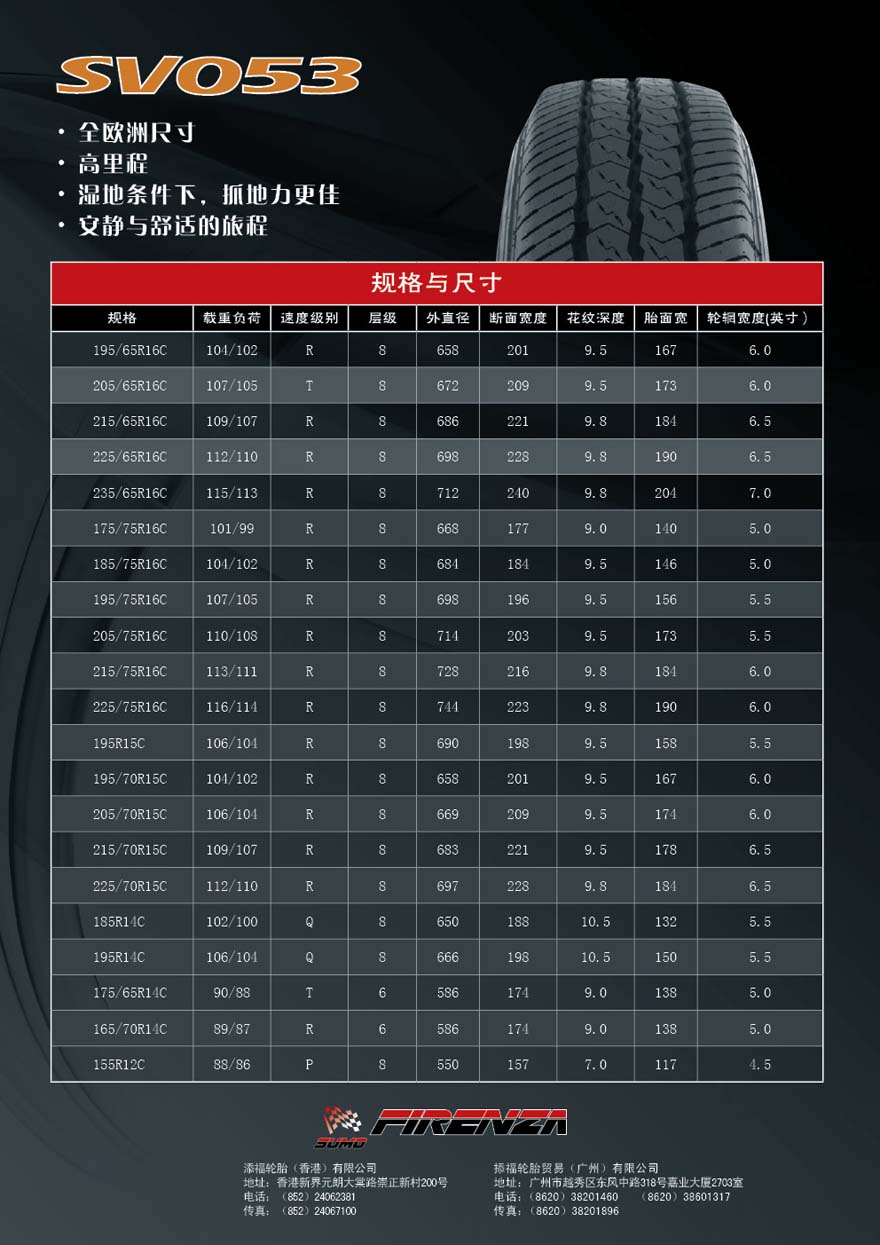 SV053
· 全欧洲尺寸
· 高里程
· 湿地条件下，抓地力更佳
· 安静与舒适的旅程
规格与尺寸
规格 载重负荷 速度级别 层级 外直径 断面宽度 花纹深度 胎面宽 轮辋宽度(英寸)
195/65R16C 104/102 R 8 658 201 9.5 167 6.0
205/65R16C 107/105 T 8 672 209 9.5 173 6.0
215/65R16C 109/107 R 8 686 221 9.8 184 6.5
225/65R16C 112/110 R 8 698 228 9.8 190 6.5
235/65R16C 115/113 R 8 712 240 9.8 204 7.0
175/75R16C 101/99 R 8 668 177 9.0 140 5.0
185/75R16C 104/102 R 8 684 184 9.5 146 5.0
195/75R16C 107/105 R 8 698 196 9.5 156 5.5
205/75R16C 110/108 R 8 714 203 9.5 173 5.5
215/75R16C 113/111 R 8 728 216 9.8 184 6.0
225/75R16C 116/114 R 8 744 223 9.8 190 6.0
195R15C 106/104 R 8 690 198 9.5 158 5.5
195/70R15C 104/102 R 8 658 201 9.5 167 6.0
205/70R15C 106/104 R 8 669 209 9.5 174 6.0
215/70R15C 109/107 R 8 683 221 9.5 178 6.5
225/70R15C 112/110 R 8 697 228 9.8 184 6.5
185R14C 102/100 Q 8 650 188 10.5 132 5.5
195R14C 106/104 Q 8 666 198 10.5 150 5.5
175/65R14C 90/88 T 6 586 174 9.0 138 5.0
165/70R14C 89/87 R 6 586 174 9.0 138 5.0
155R12C 88/86 P 8 550 157 7.0 117 4.5
SUMO FIRENZA
添福轮胎（香港）有限公司
地址：香港新界元朗大棠路崇正新村200号
电话：（852）24062381
传真：（852）24067100
掭福轮胎贸易（广州）有限公司
地址：广州市越秀区东风中路318号嘉业大厦2703室
电话：（8620）38201460 （8620）38601317
传真：（8620）38201896